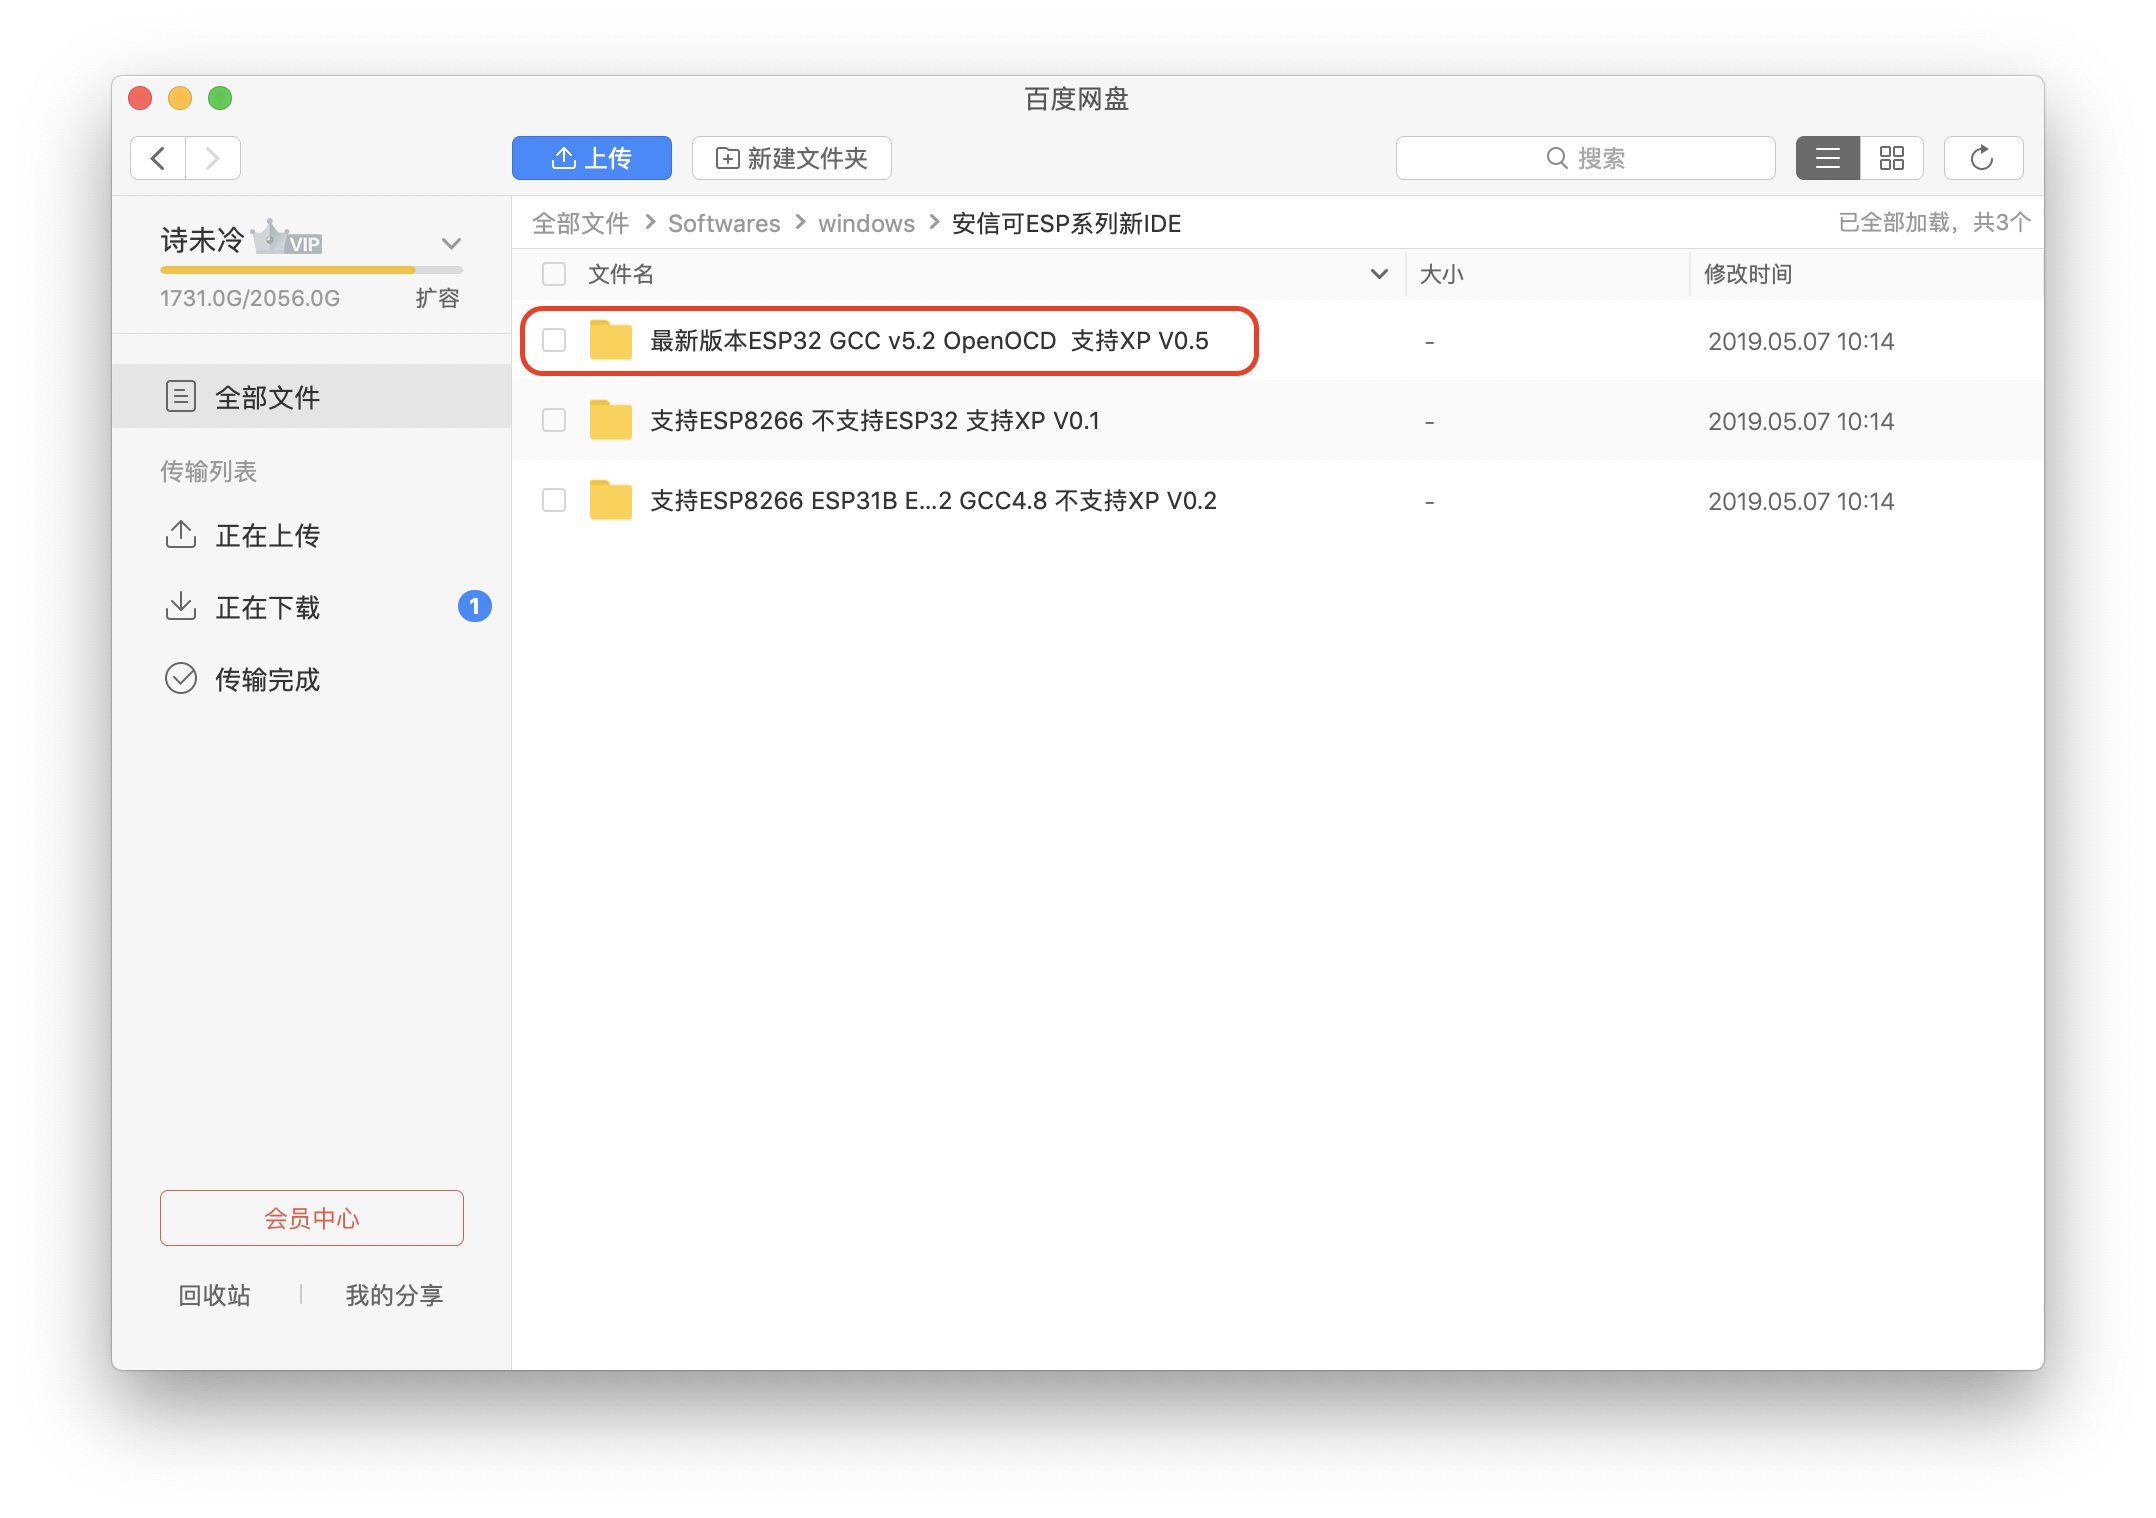 百度网盘
上传
新建文件夹
搜索
诗未冷 VIP
1731.0G/2056.0G 扩容
全部文件
传输列表
正在上传
正在下载 1
传输完成
会员中心
回收站 我的分享
全部文件 Softwares windows 安信可ESP系列新IDE 已全部加载，共3个
文件名 大小 修改时间
最新版本ESP32 GCC v5.2 OpenOCD 支持XP V0.5 - 2019.05.07 10:14
支持ESP8266 不支持ESP32 支持XP V0.1 - 2019.05.07 10:14
支持ESP8266 ESP31B E...2 GCC4.8 不支持XP V0.2 - 2019.05.07 10:14